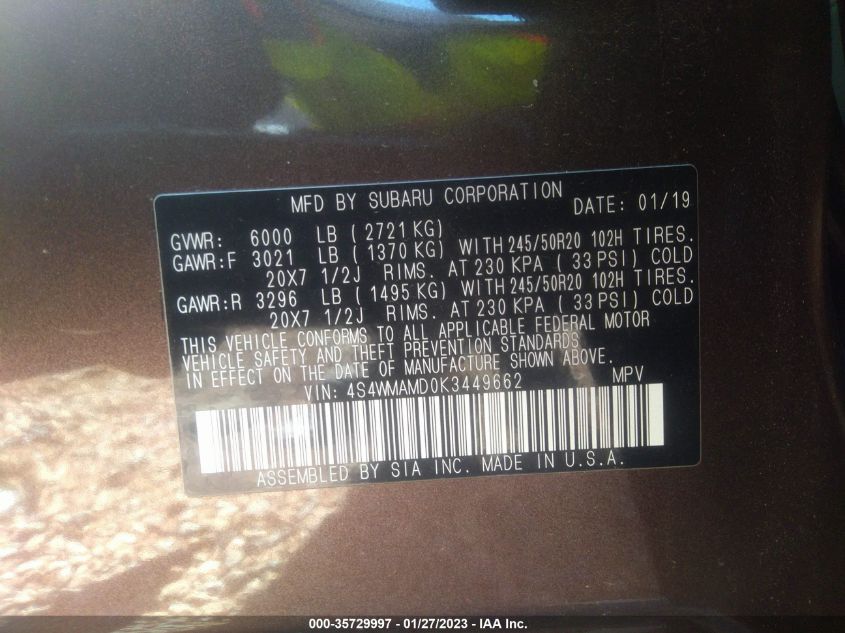 MFD BY SUBARU CORPORATION DATE: 01/19
GVWR: 6000 LB ( 2721 KG)
GAWR:F 3021 LB ( 1370 KG) WITH 245/50R20 102H TIRES.
20X7 1/2J RIMS. AT 230 KPA ( 33 PSI) COLD
GAWR:R 3296 LB ( 1495 KG) WITH 245/50R20 102H TIRES.
20X7 1/2J RIMS. AT 230 KPA ( 33 PSI) COLD
THIS VEHICLE CONFORMS TO ALL APPLICABLE FEDERAL MOTOR
VEHICLE SAFETY AND THEFT PREVENTION STANDARDS
IN EFFECT ON THE DATE OF MANUFACTURE SHOWN ABOVE.
VIN: 4S4WMAMD0K3449662 MPV
ASSEMBLED BY SIA INC. MADE IN U.S.A.
000-35729997 - 01/27/2023 - IAA Inc.